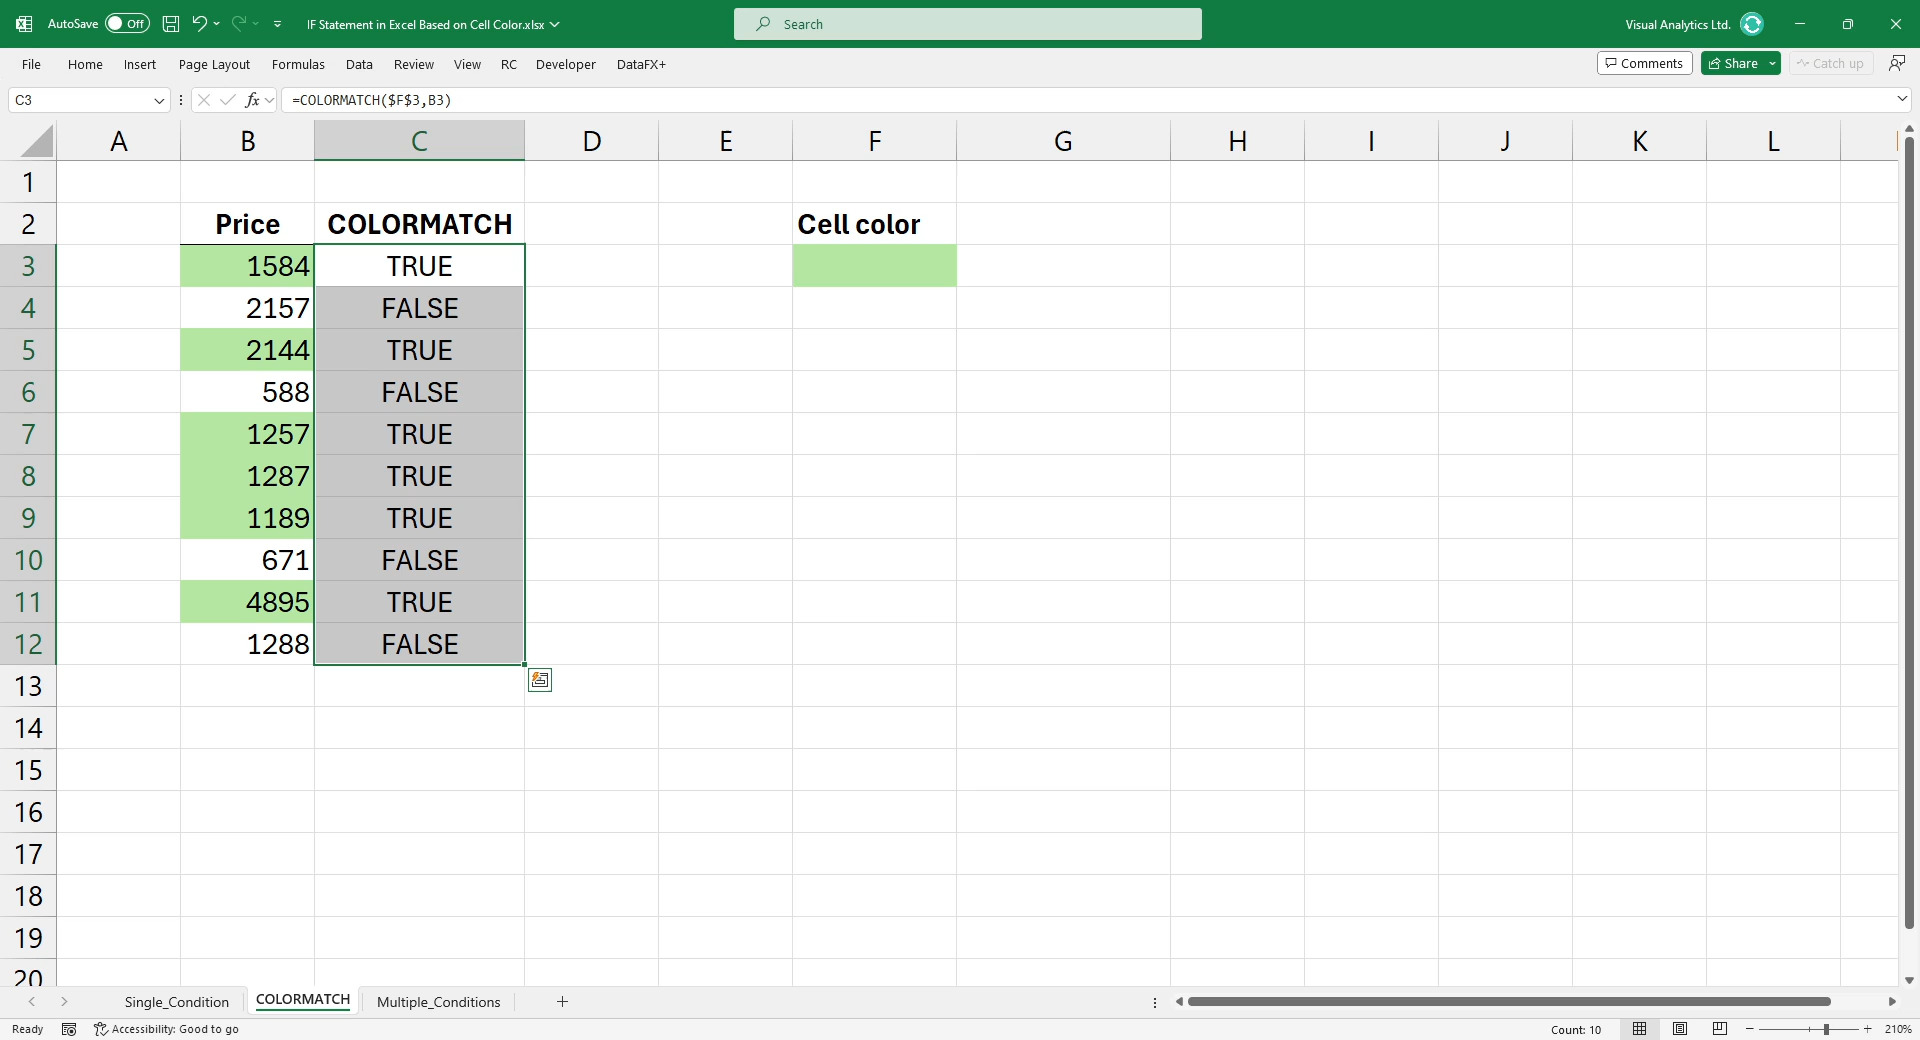 AutoSave Off IF Statement in Excel Based on Cell Color.xlsx Search Visual Analytics Ltd.
File Home Insert Page Layout Formulas Data Review View RC Developer DataFX+ Comments Share Catch up
C3 fx =COLORMATCH($F$3,B3)
A B C D E F G H I J K L
1
2 Price COLORMATCH Cell color
3 1584 TRUE
4 2157 FALSE
5 2144 TRUE
6 588 FALSE
7 1257 TRUE
8 1287 TRUE
9 1189 TRUE
10 671 FALSE
11 4895 TRUE
12 1288 FALSE
13
14
15
16
17
18
19
20
Single_Condition COLORMATCH Multiple_Conditions
Ready Accessibility: Good to go Count: 10 210%